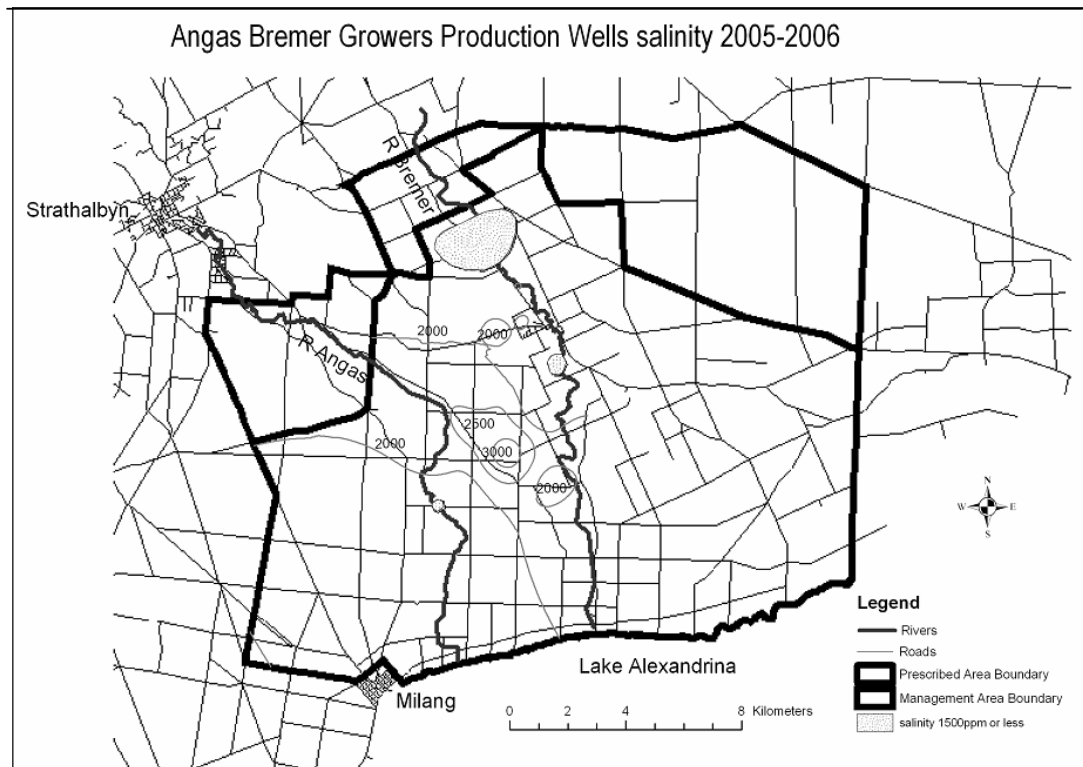 Angas Bremer Growers Production Wells salinity 2005-2006
R Bremer
Strathalbyn
2000
2000
R Angas
2500
2000
3000
2000
N
W E
S
Legend
Rivers
Roads
Prescribed Area Boundary
Management Area Boundary
salinity 1500ppm or less
Lake Alexandrina
Milang
0 2 4 8 Kilometers